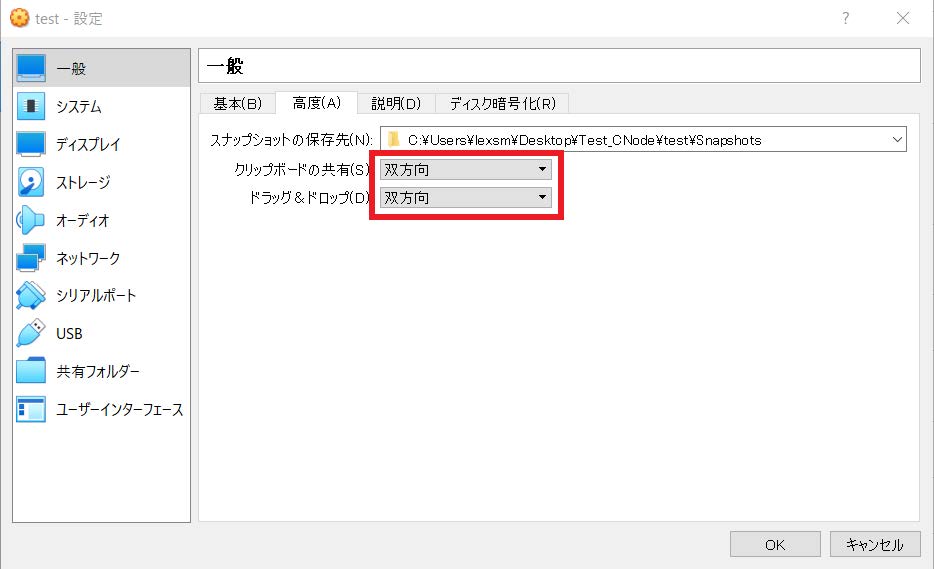 test - 設定
一般
システム
ディスプレイ
ストレージ
オーディオ
ネットワーク
シリアルポート
USB
共有フォルダー
ユーザーインターフェース
一般
基本(B) 高度(A) 説明(D) ディスク暗号化(R)
スナップショットの保存先(N): C:¥Users¥lexsm¥Desktop¥Test_CNode¥test¥Snapshots
クリップボードの共有(S) 双方向
ドラッグ＆ドロップ(D) 双方向
OK キャンセル